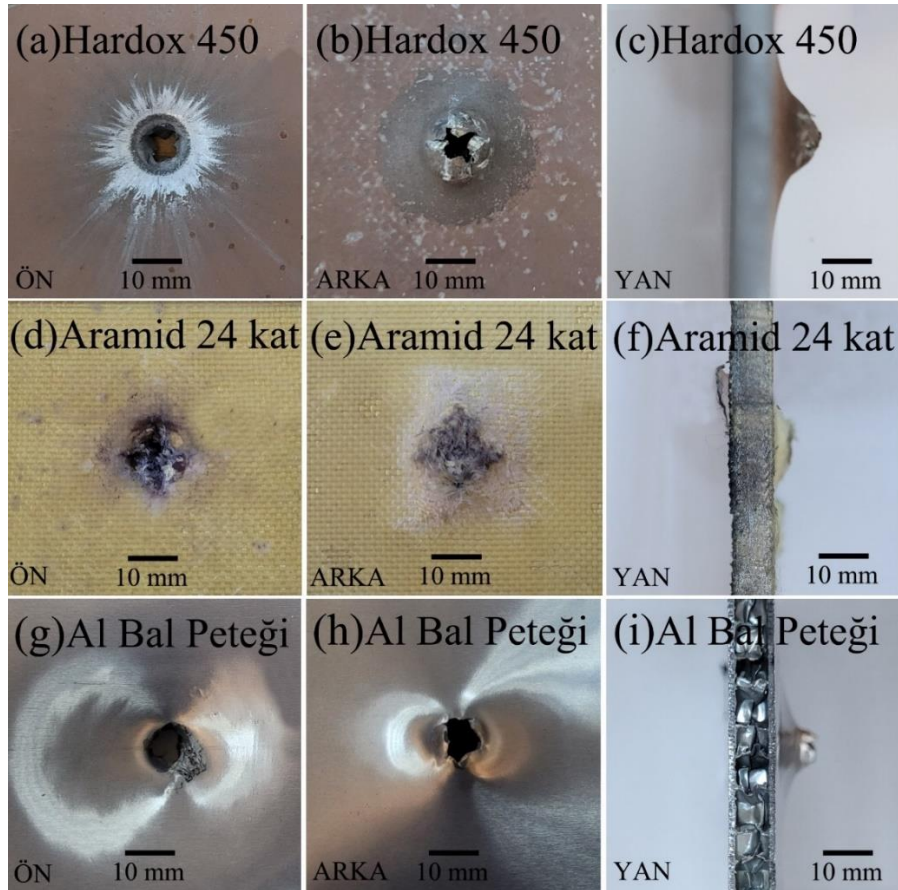 (a)Hardox 450
10 mm
ÖN
(b)Hardox 450
10 mm
ARKA
(c)Hardox 450
10 mm
YAN
(d)Aramid 24 kat
10 mm
ÖN
(e)Aramid 24 kat
10 mm
ARKA
(f)Aramid 24 kat
10 mm
YAN
(g)Al Bal Peteği
10 mm
ÖN
(h)Al Bal Peteği
10 mm
ARKA
(i)Al Bal Peteği
10 mm
YAN